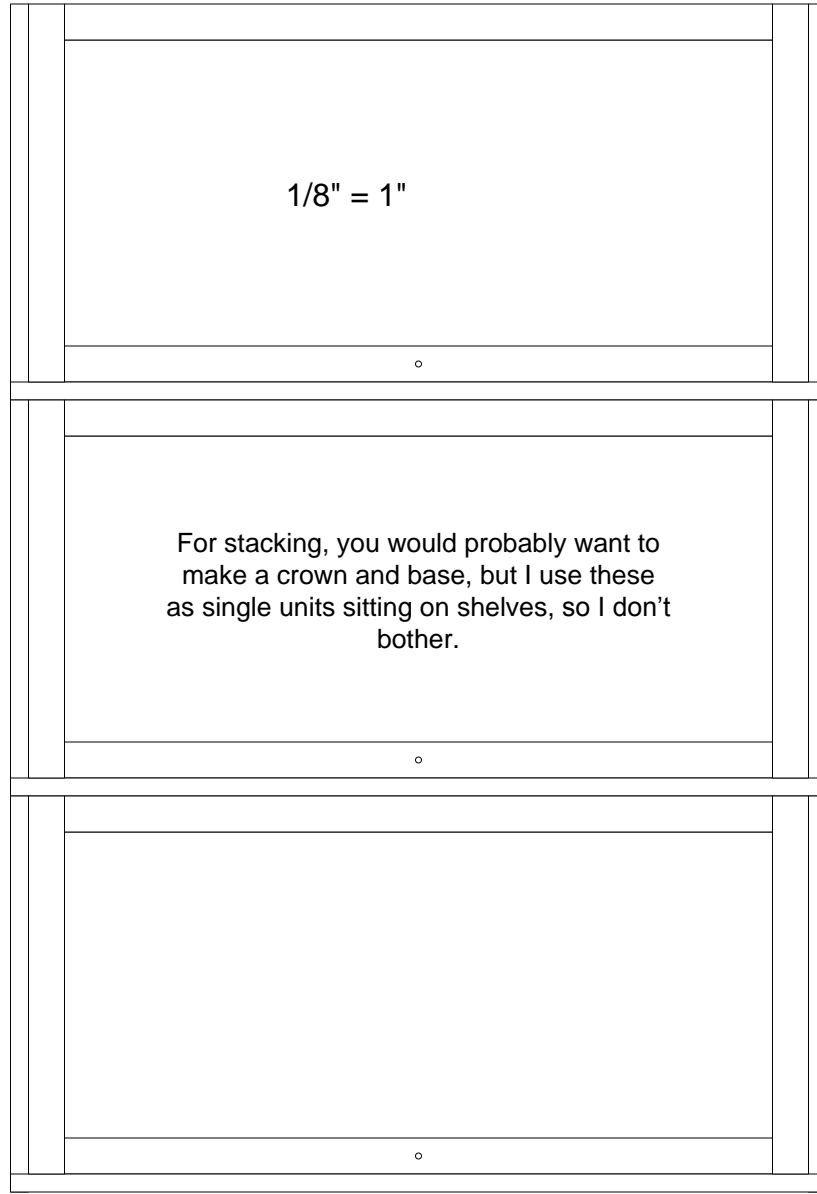 1/8" = 1"
For stacking, you would probably want to
make a crown and base, but I use these
as single units sitting on shelves, so I don’t
bother.